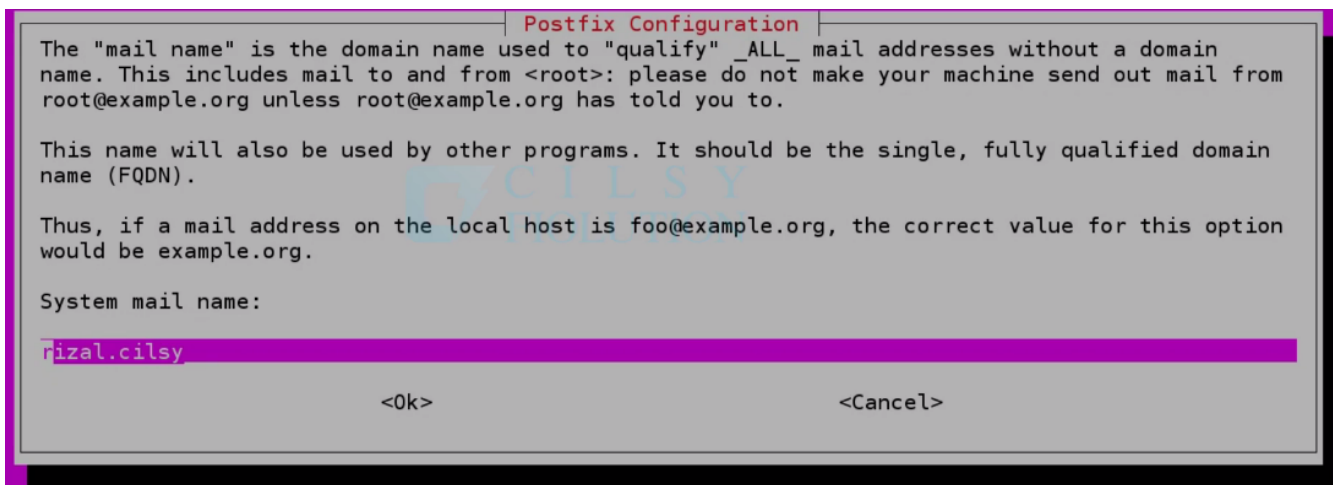 Postfix Configuration
The "mail name" is the domain name used to "qualify" _ALL_ mail addresses without a domain
name. This includes mail to and from <root>: please do not make your machine send out mail from
root@example.org unless root@example.org has told you to.
This name will also be used by other programs. It should be the single, fully qualified domain
name (FQDN).
CILSY
FIOLUTION
Thus, if a mail address on the local host is foo@example.org, the correct value for this option
would be example.org.
System mail name:
rizal.cilsy
<Ok> <Cancel>